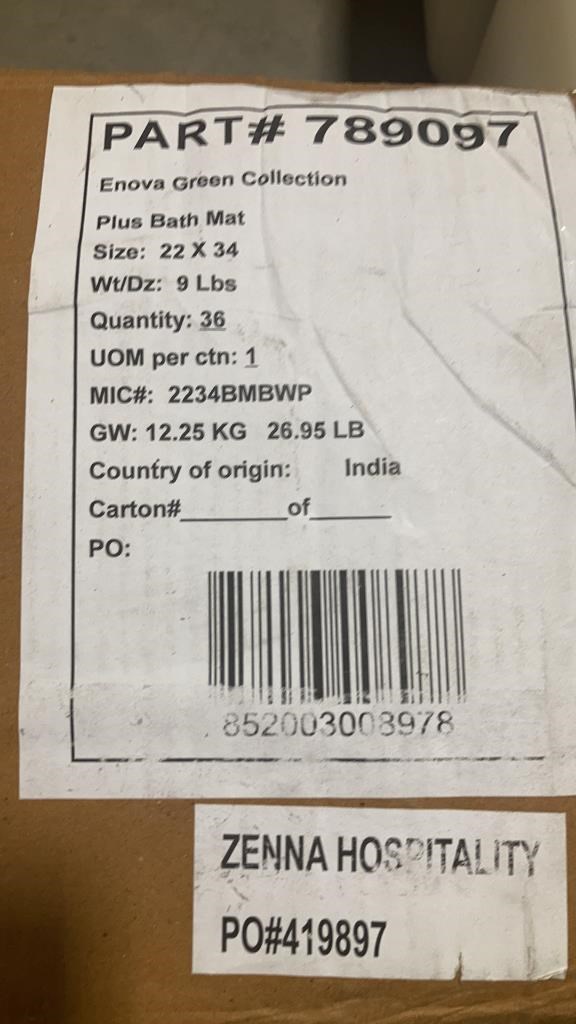 PART# 789097
Enova Green Collection
Plus Bath Mat
Size: 22 X 34
Wt/Dz: 9 Lbs
Quantity: 36
UOM per ctn: 1
MIC#: 2234BMBWP
GW: 12.25 KG 26.95 LB
Country of origin: India
Carton#________of______
PO:
852003003978
ZENNA HOSPITALITY
PO#419897